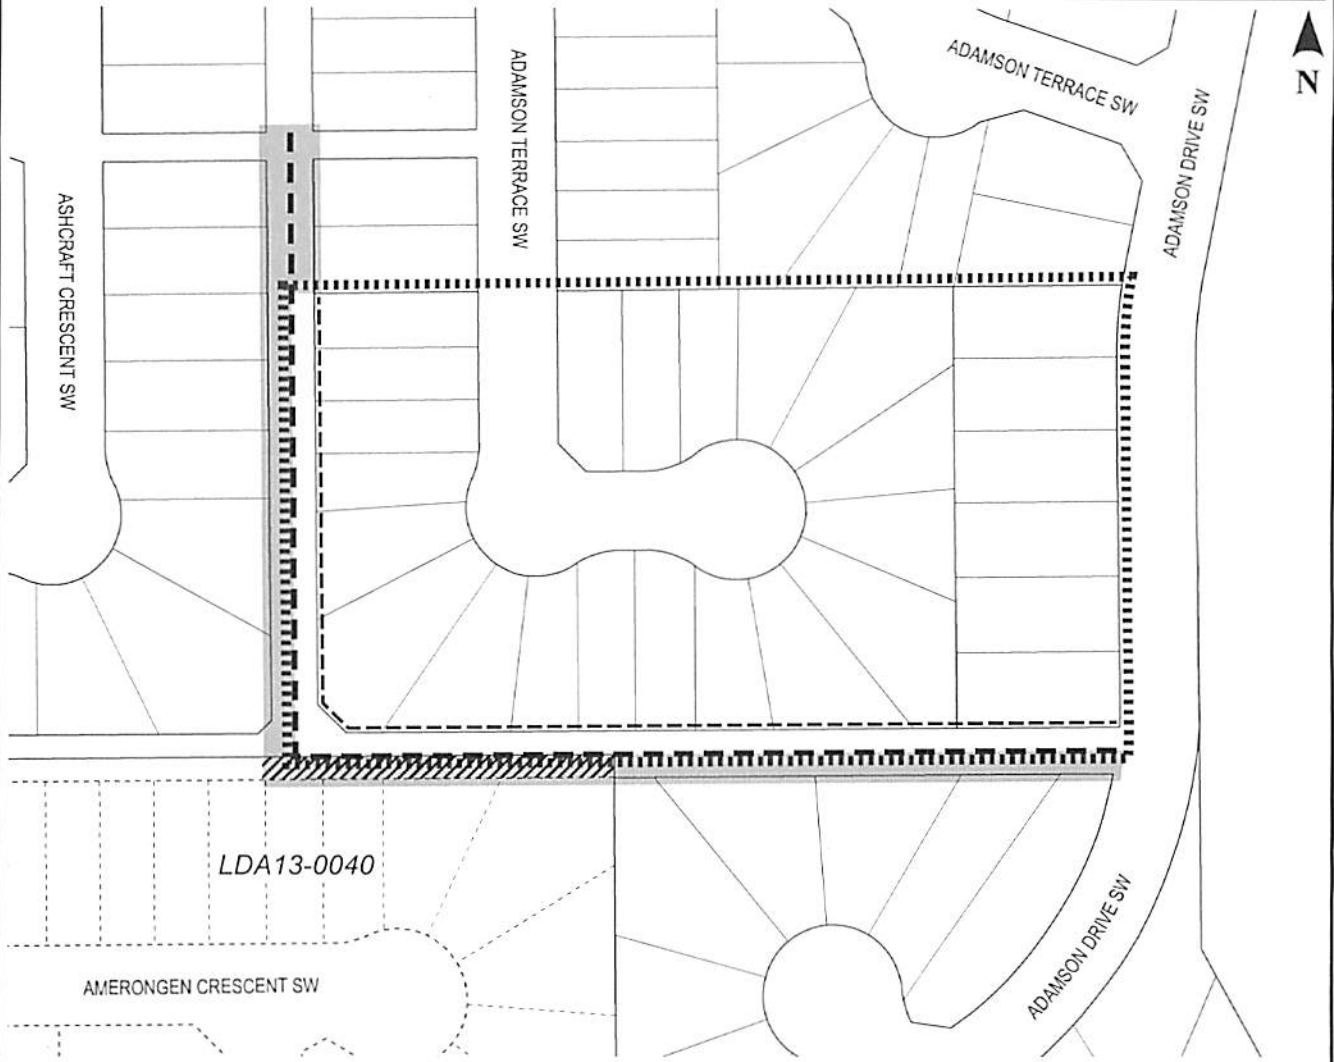 ADAMSON TERRACE SW
N
ADAMSON TERRACE SW
ADAMSON DRIVE SW
ASHCRAFT CRESCENT SW
LDA13-0040
AMERONGEN CRESCENT SW
ADAMSON DRIVE SW